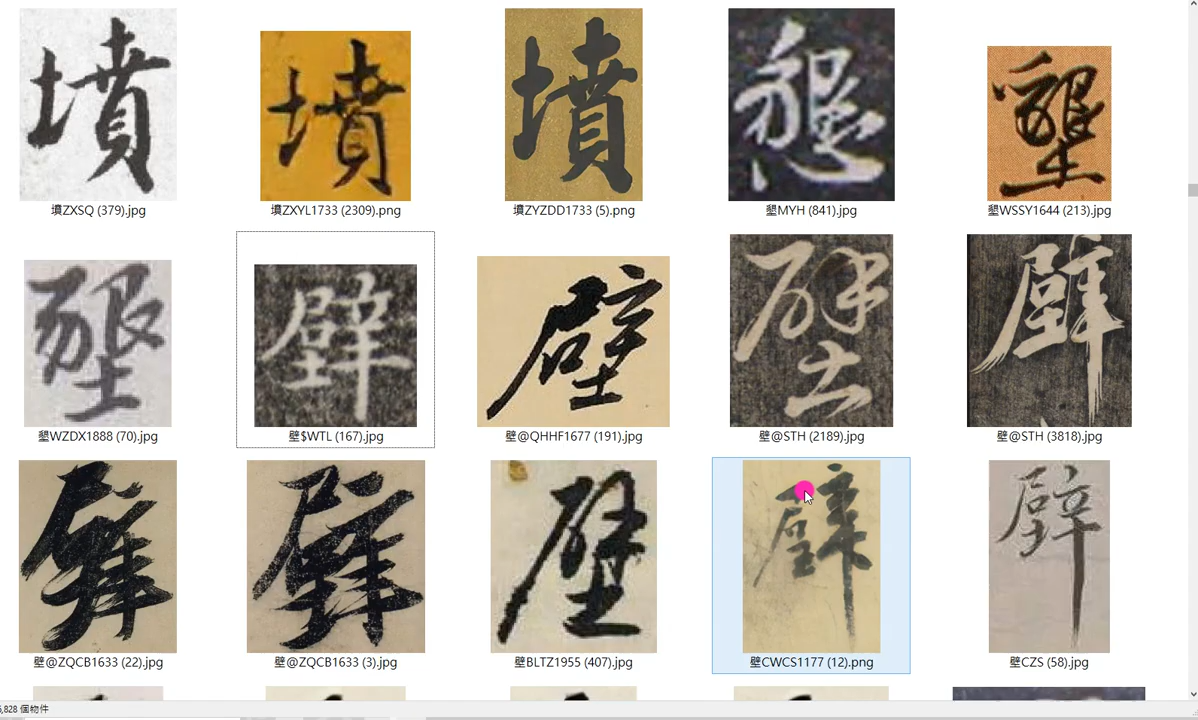 墳 墳 墳 墾 墾
墳ZXSQ (379).jpg 墳ZXYL1733 (2309).png 墳ZYZDD1733 (5).png 墾MYH (841).jpg 墾WSSY1644 (213).jpg
墾 壁 壁 壁 壁
墾WZDX1888 (70).jpg 壁$WTL (167).jpg 壁@QHHF1677 (191).jpg 壁@STH (2189).jpg 壁@STH (3818).jpg
壁 壁 壁 壁 壁
壁@ZQCB1633 (22).jpg 壁@ZQCB1633 (3).jpg 壁BLTZ1955 (407).jpg 壁CWCS1177 (12).png 壁CZS (58).jpg
,828 個物件